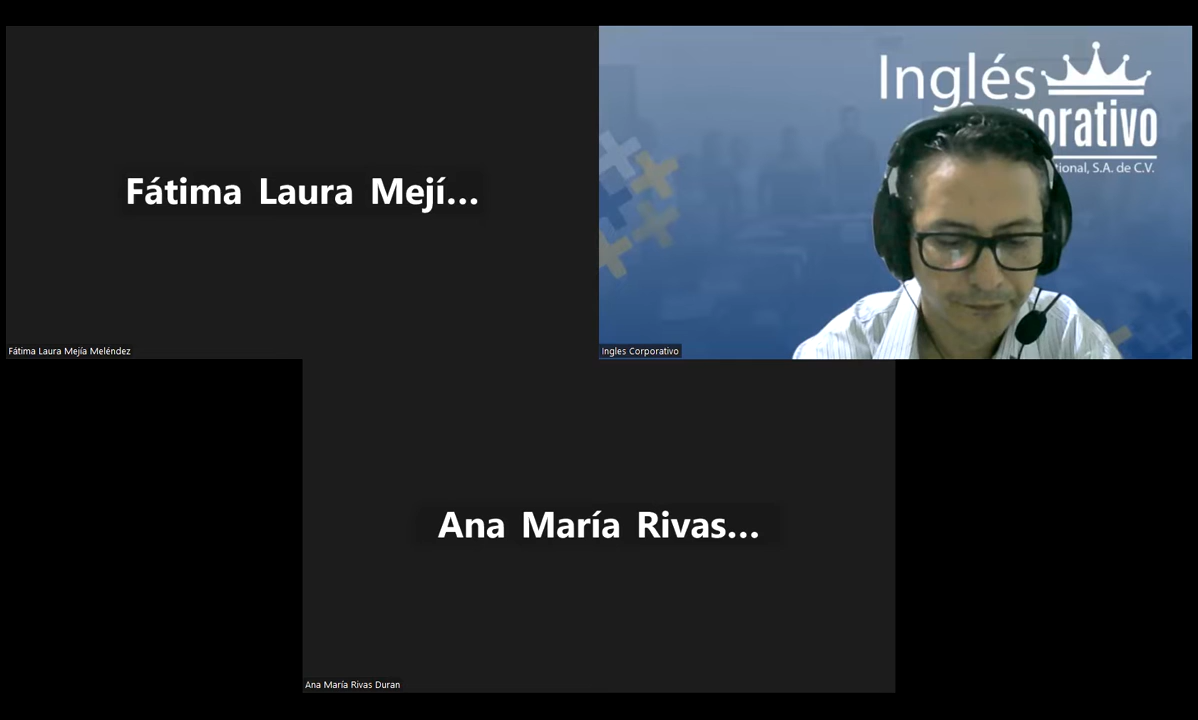 Fátima Laura Mejí...
Fátima Laura Mejía Meléndez
Inglés
orativo
tional, S.A. de C.V.
Ingles Corporativo
Ana María Rivas...
Ana María Rivas Duran